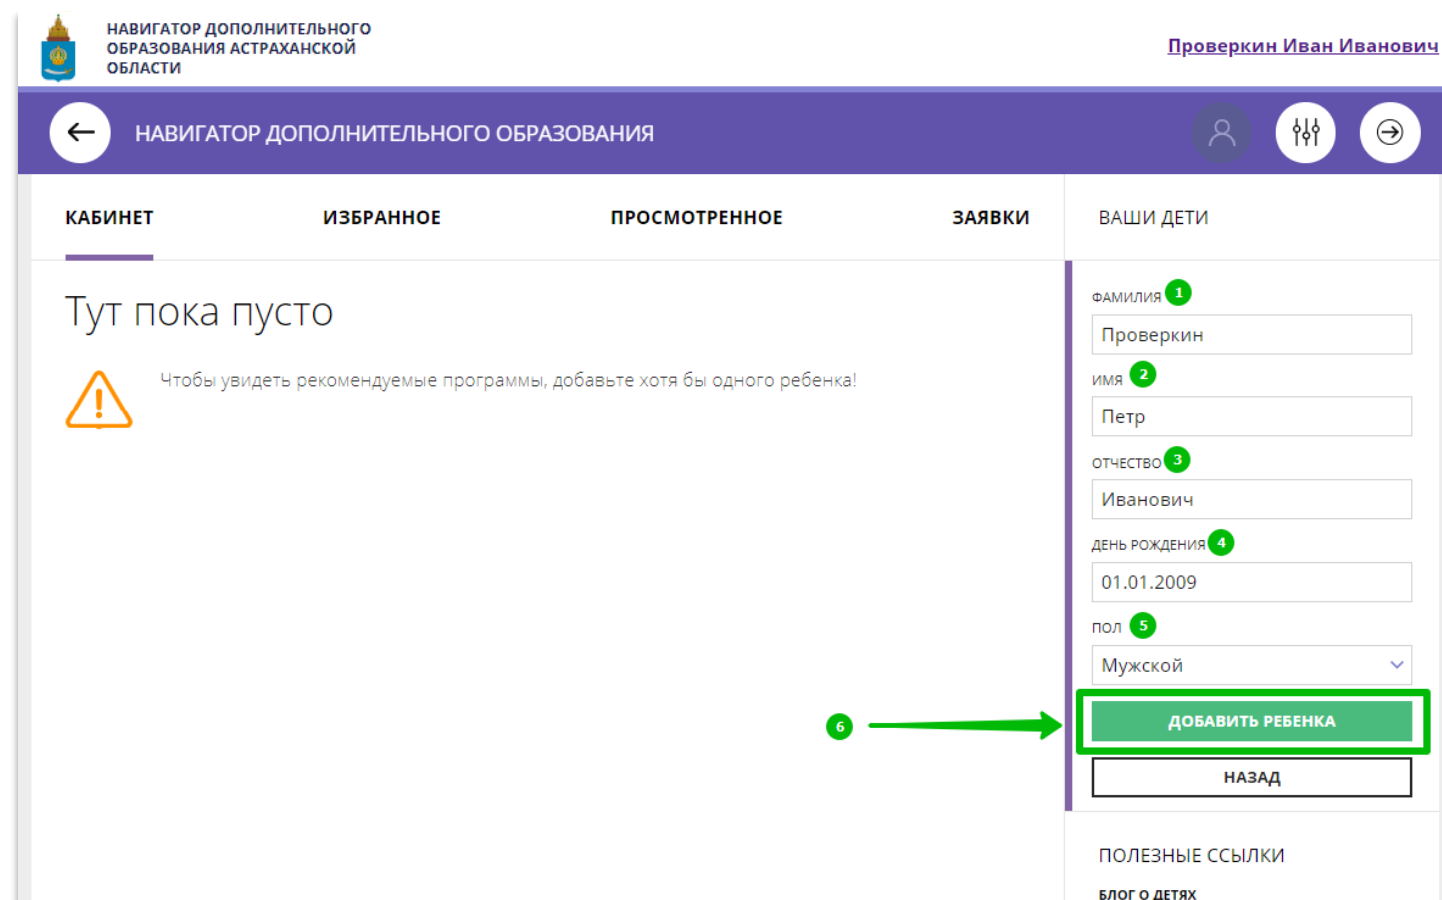 НАВИГАТОР ДОПОЛНИТЕЛЬНОГО
ОБРАЗОВАНИЯ АСТРАХАНСКОЙ
ОБЛАСТИ
Проверкин Иван Иванович
НАВИГАТОР ДОПОЛНИТЕЛЬНОГО ОБРАЗОВАНИЯ
КАБИНЕТ ИЗБРАННОЕ ПРОСМОТРЕННОЕ ЗАЯВКИ
Тут пока пусто
Чтобы увидеть рекомендуемые программы, добавьте хотя бы одного ребенка!
ВАШИ ДЕТИ
ФАМИЛИЯ 1
Проверкин
ИМЯ 2
Петр
ОТЧЕСТВО 3
Иванович
ДЕНЬ РОЖДЕНИЯ 4
01.01.2009
ПОЛ 5
Мужской
6 ДОБАВИТЬ РЕБЕНКА
НАЗАД
ПОЛЕЗНЫЕ ССЫЛКИ
БЛОГ О ДЕТЯХ